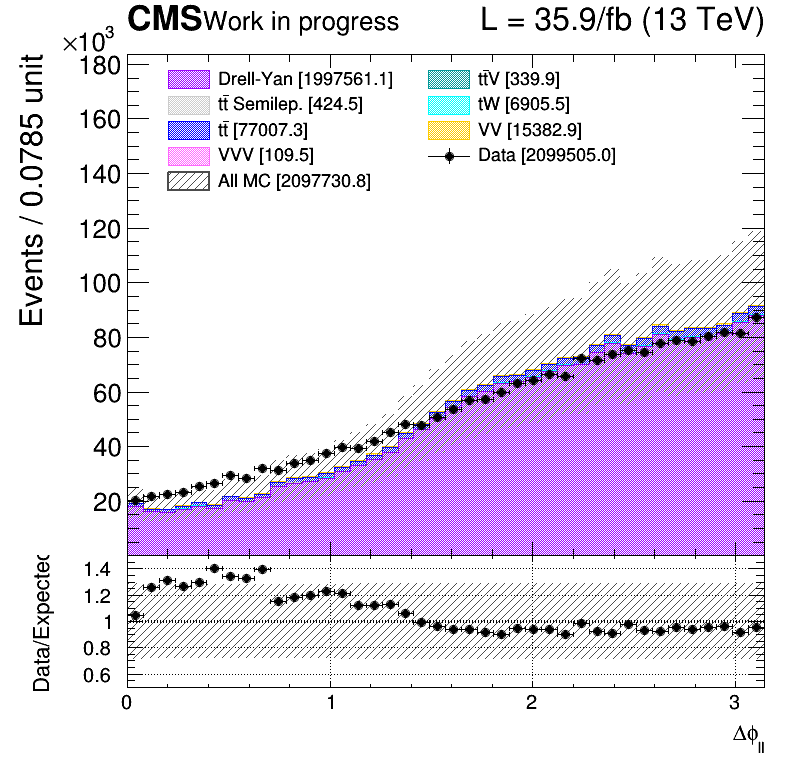 CMS Work in progress L = 35.9/fb (13 TeV)
×10³
Events / 0.0785 unit
180
160
140
120
100
80
60
40
20
Drell-Yan [1997561.1]
tt̄ Semilep. [424.5]
tt̄ [77007.3]
VVV [109.5]
All MC [2097730.8]
tt̄V [339.9]
tW [6905.5]
VV [15382.9]
Data [2099505.0]
Data/Expected
1.4
1.2
1
0.8
0.6
0 1 2 3
Δϕ_ll